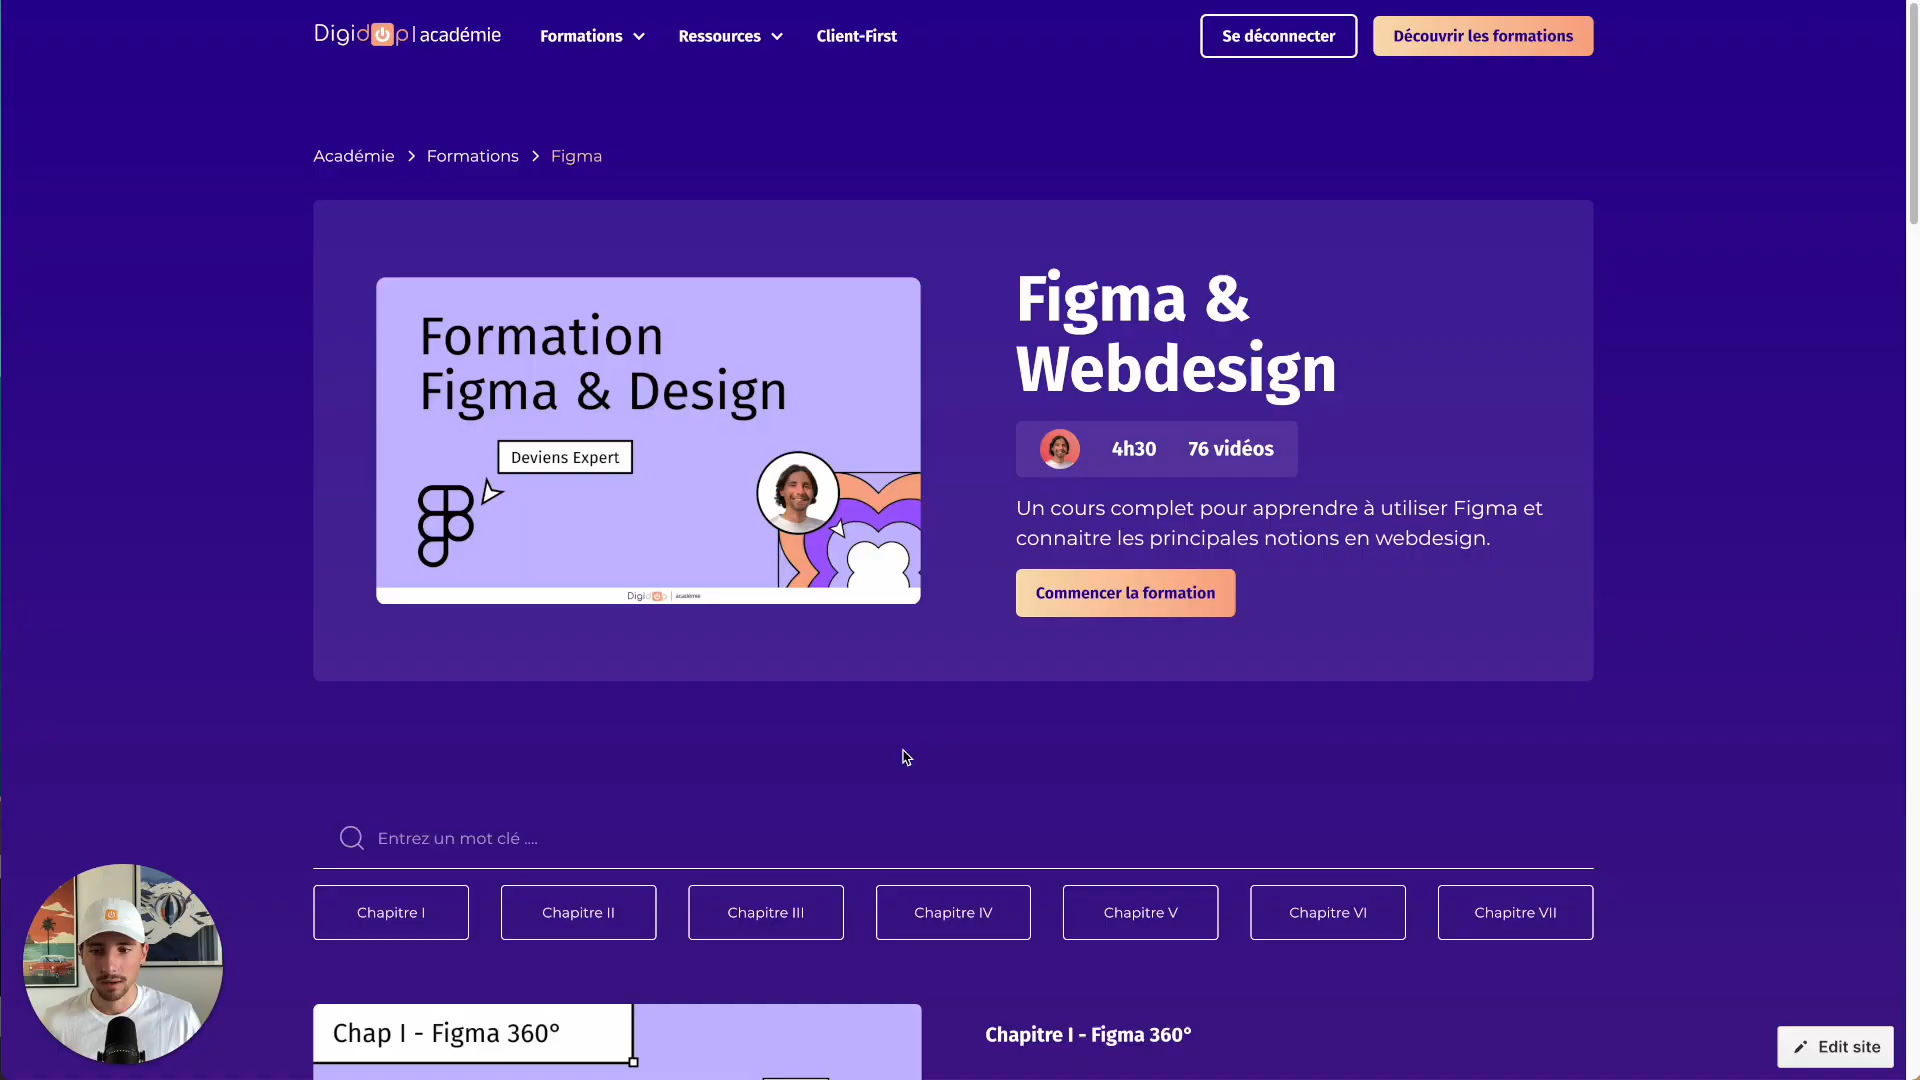 Digidop | académie
Formations
Ressources
Client-First
Se déconnecter
Découvrir les formations
Académie > Formations > Figma
Formation
Figma & Design
Deviens Expert
Digidop | académie
Figma &
Webdesign
4h30
76 vidéos
Un cours complet pour apprendre à utiliser Figma et
connaitre les principales notions en webdesign.
Commencer la formation
Entrez un mot clé ....
Chapitre I
Chapitre II
Chapitre III
Chapitre IV
Chapitre V
Chapitre VI
Chapitre VII
Chap I - Figma 360°
Chapitre I - Figma 360°
Edit site